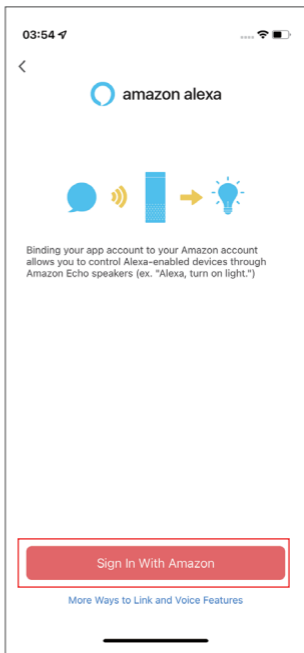 03:54
amazon alexa
Binding your app account to your Amazon account
allows you to control Alexa-enabled devices through
Amazon Echo speakers (ex. "Alexa, turn on light.")
Sign In With Amazon
More Ways to Link and Voice Features